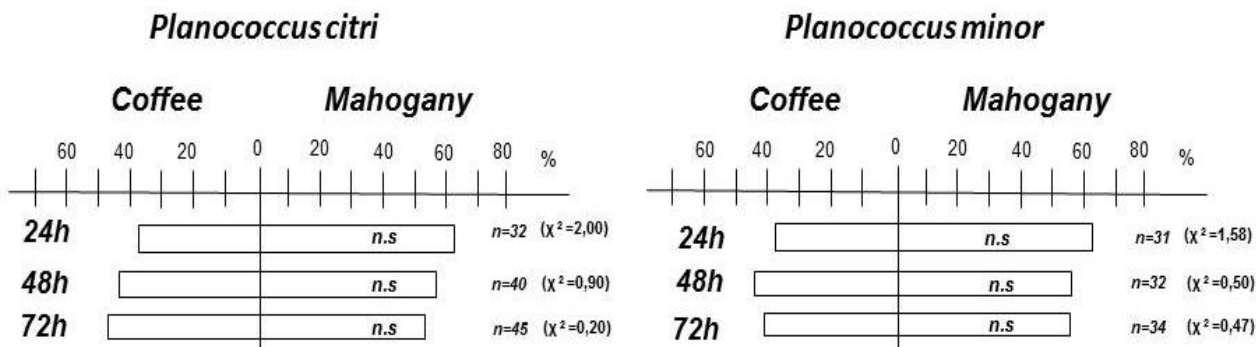 Planococcus citri
Coffee Mahogany
60 40 20 0 20 40 60 80 %
24h n.s n=32 (χ²=2,00)
48h n.s n=40 (χ²=0,90)
72h n.s n=45 (χ²=0,20)
Planococcus minor
Coffee Mahogany
60 40 20 0 20 40 60 80 %
24h n.s n=31 (χ²=1,58)
48h n.s n=32 (χ²=0,50)
72h n.s n=34 (χ²=0,47)